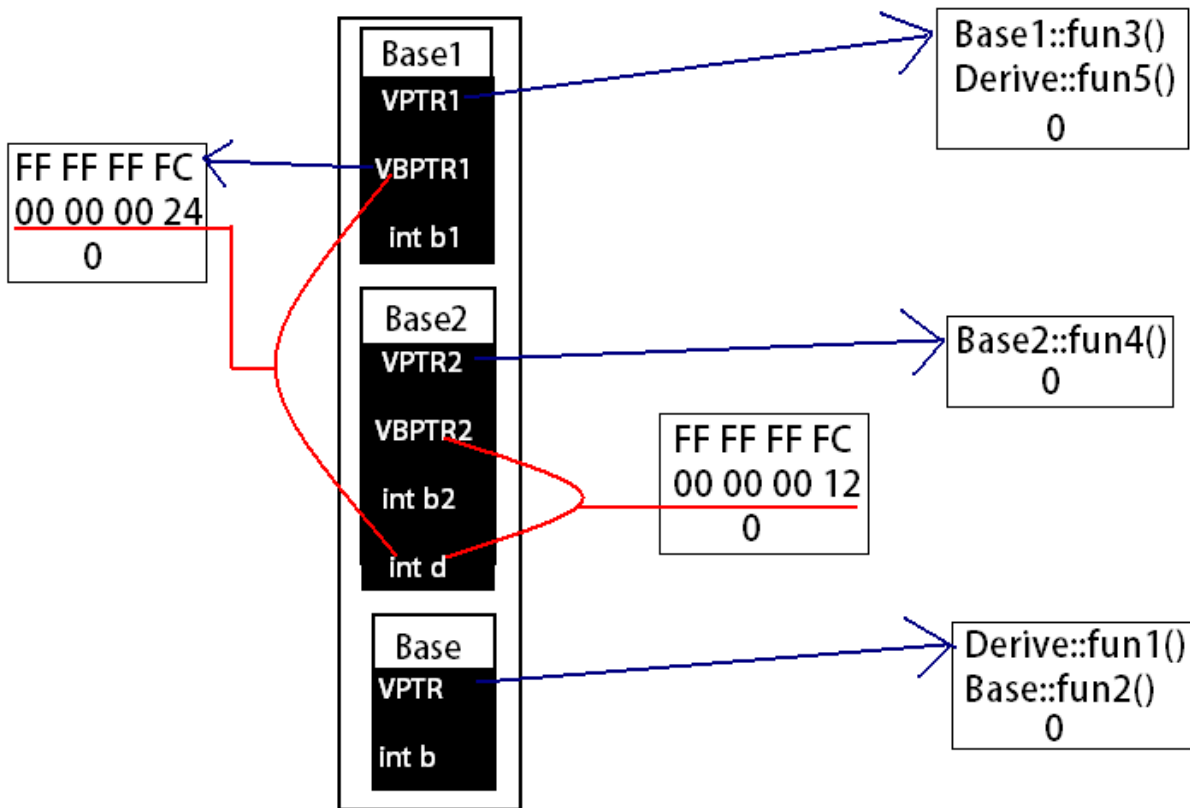 Base1
VPTR1
VBPTR1
int b1
Base1::fun3()
Derive::fun5()
0
FF FF FF FC
00 00 00 24
0
Base2
VPTR2
VBPTR2
int b2
int d
Base2::fun4()
0
FF FF FF FC
00 00 00 12
0
Base
VPTR
int b
Derive::fun1()
Base::fun2()
0